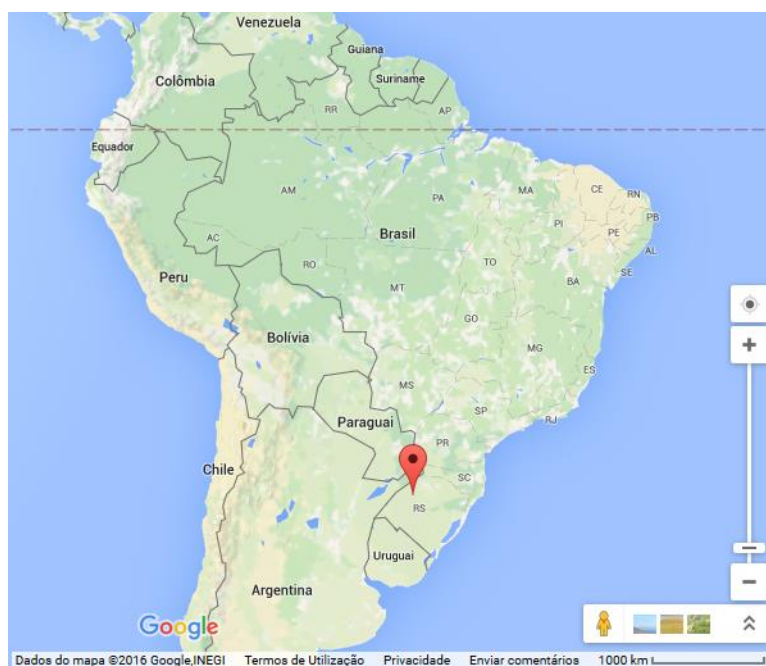 Venezuela
Guiana
Colômbia
Suriname
RR
AP
Equador
AM
PA
MA
CE
RN
PB
PI
PE
AC
Brasil
AL
RO
TO
SE
Peru
MT
BA
GO
Bolívia
MG
ES
MS
SP
RJ
Paraguai
PR
Chile
SC
RS
Uruguai
Argentina
Google
Dados do mapa ©2016 Google,INEGI Termos de Utilização Privacidade Enviar comentários 1000 km